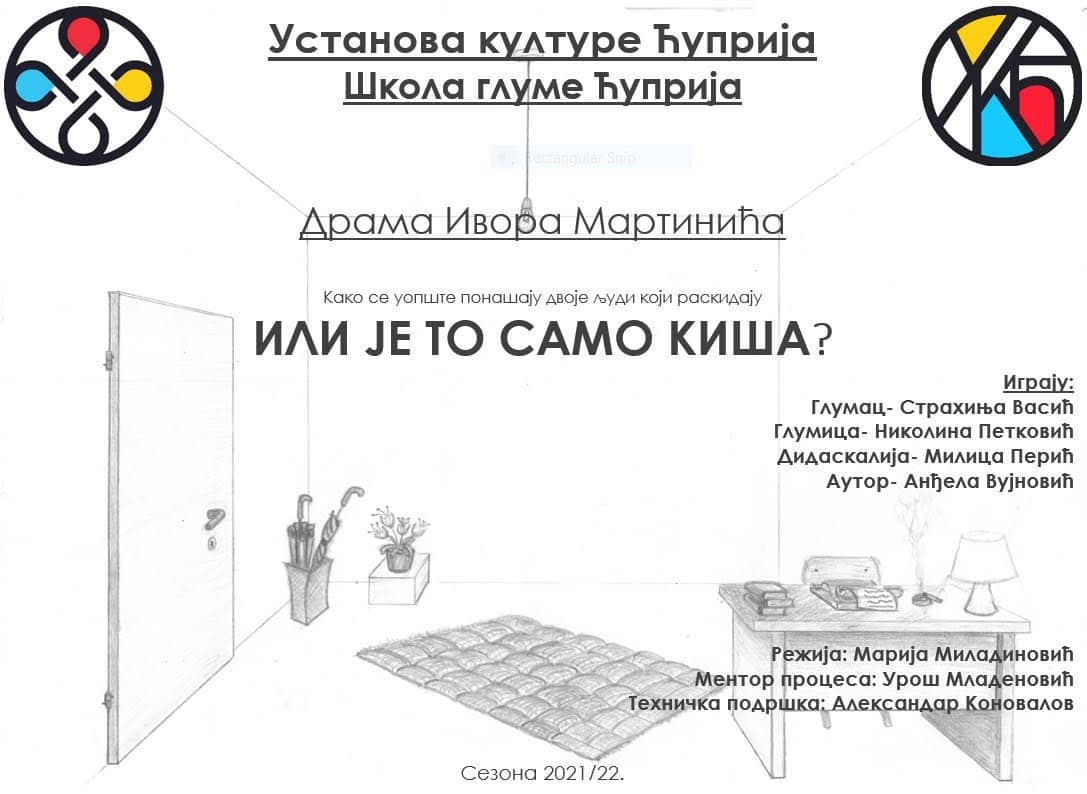 Установа културе Ћуприја
Школа глуме Ћуприја
Rectangular Snip
Драма Ивора Мартинића
Како се уопште понашају двоје људи који раскидају
ИЛИ ЈЕ ТО САМО КИША?
Играју:
Глумац- Страхиња Васић
Глумица- Николина Петковић
Дидаскалија- Милица Перић
Аутор- Анђела Вујновић
Режија: Марија Миладиновић
Ментор процеса: Урош Младеновић
Техничка подршка: Александар Коновалов
Сезона 2021/22.